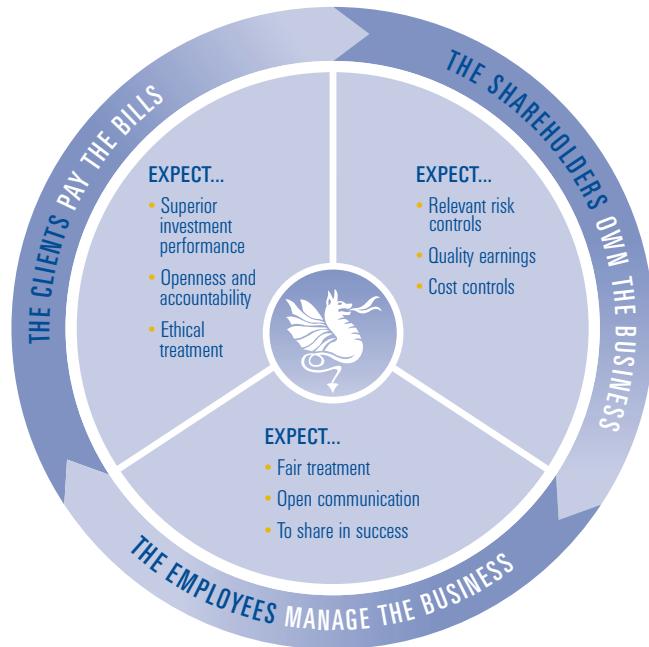 THE CLIENTS PAY THE BILLS
EXPECT...
• Superior
investment
performance
• Openness and
accountability
• Ethical
treatment
THE SHAREHOLDERS OWN THE BUSINESS
EXPECT...
• Relevant risk
controls
• Quality earnings
• Cost controls
EXPECT...
• Fair treatment
• Open communication
• To share in success
THE EMPLOYEES MANAGE THE BUSINESS